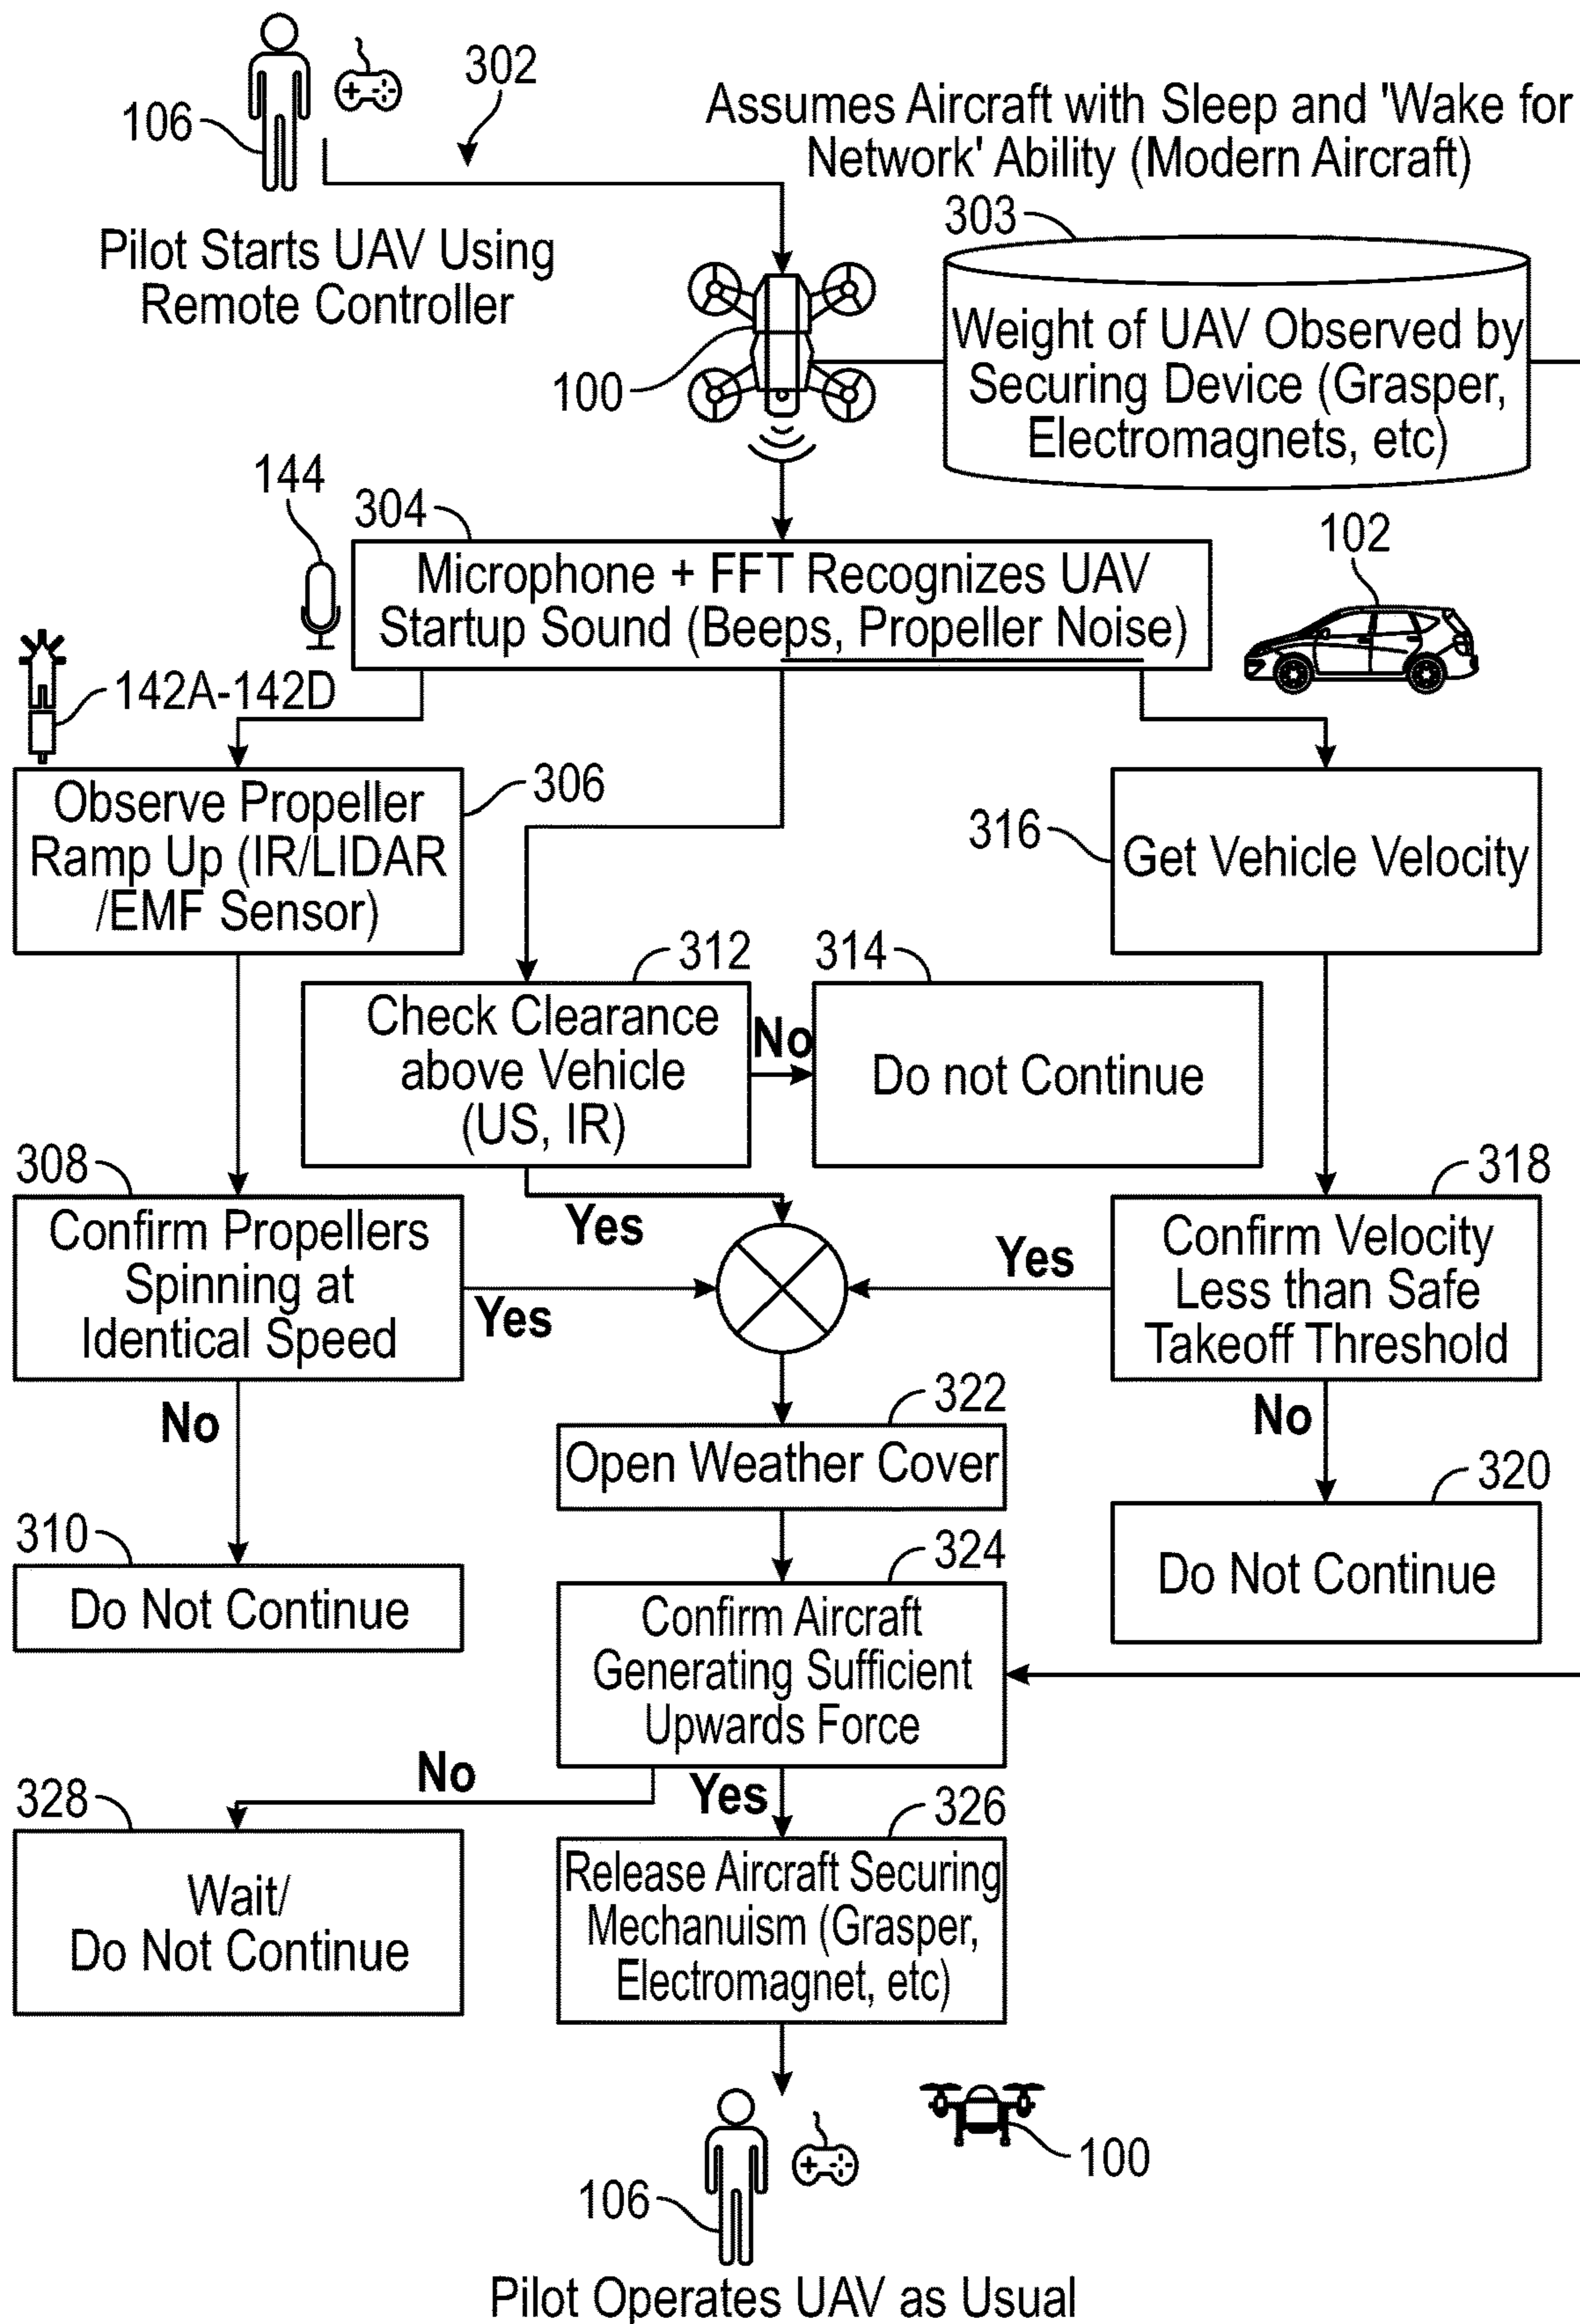 302
106
Assumes Aircraft with Sleep and 'Wake for
Network' Ability (Modern Aircraft)
Pilot Starts UAV Using
Remote Controller
303
Weight of UAV Observed by
Securing Device (Grasper,
Electromagnets, etc)
100
144
304
Microphone + FFT Recognizes UAV
Startup Sound (Beeps, Propeller Noise)
102
142A-142D
306
Observe Propeller
Ramp Up (IR/LIDAR
/EMF Sensor)
316
Get Vehicle Velocity
312
Check Clearance
above Vehicle
(US, IR)
No
314
Do not Continue
308
Confirm Propellers
Spinning at
Identical Speed
Yes
Yes
Yes
318
Confirm Velocity
Less than Safe
Takeoff Threshold
No
No
322
Open Weather Cover
320
Do Not Continue
310
Do Not Continue
324
Confirm Aircraft
Generating Sufficient
Upwards Force
No
Yes
328
Wait/
Do Not Continue
326
Release Aircraft Securing
Mechanuism (Grasper,
Electromagnet, etc)
100
106
Pilot Operates UAV as Usual